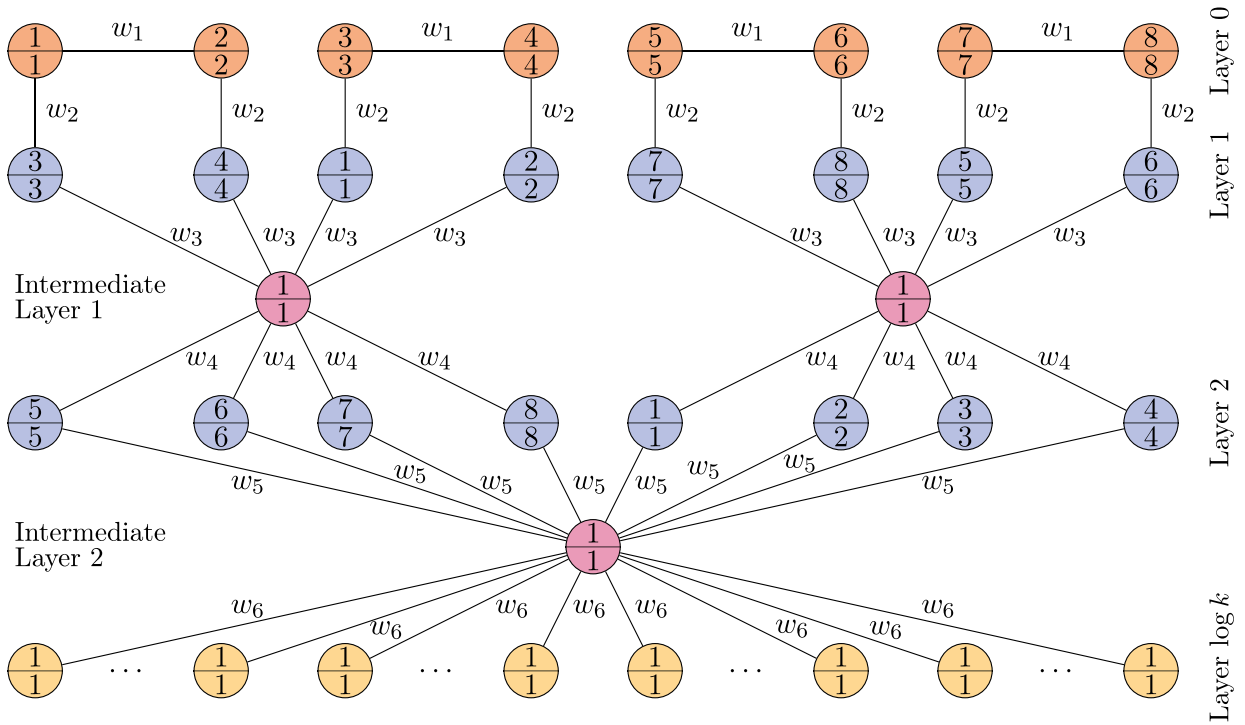 1 w₁ 2 3 w₁ 4 5 w₁ 6 7 w₁ 8
1 2 3 4 5 6 7 8
Layer 0
w₂ w₂ w₂ w₂ w₂ w₂ w₂ w₂
3 4 1 2 7 8 5 6
3 4 1 2 7 8 5 6
Layer 1
w₃ w₃ w₃ w₃ w₃ w₃ w₃ w₃
Intermediate
Layer 1
1 1
1 1
w₄ w₄ w₄ w₄ w₄ w₄ w₄ w₄
5 6 7 8 1 2 3 4
5 6 7 8 1 2 3 4
Layer 2
w₅ w₅ w₅ w₅ w₅ w₅ w₅ w₅
Intermediate
Layer 2
1
1
w₆ w₆ w₆ w₆ w₆ w₆ w₆ w₆
1 ··· 1 1 ··· 1 1 ··· 1 1 ··· 1
1 1 1 1 1 1 1 1
Layer log k